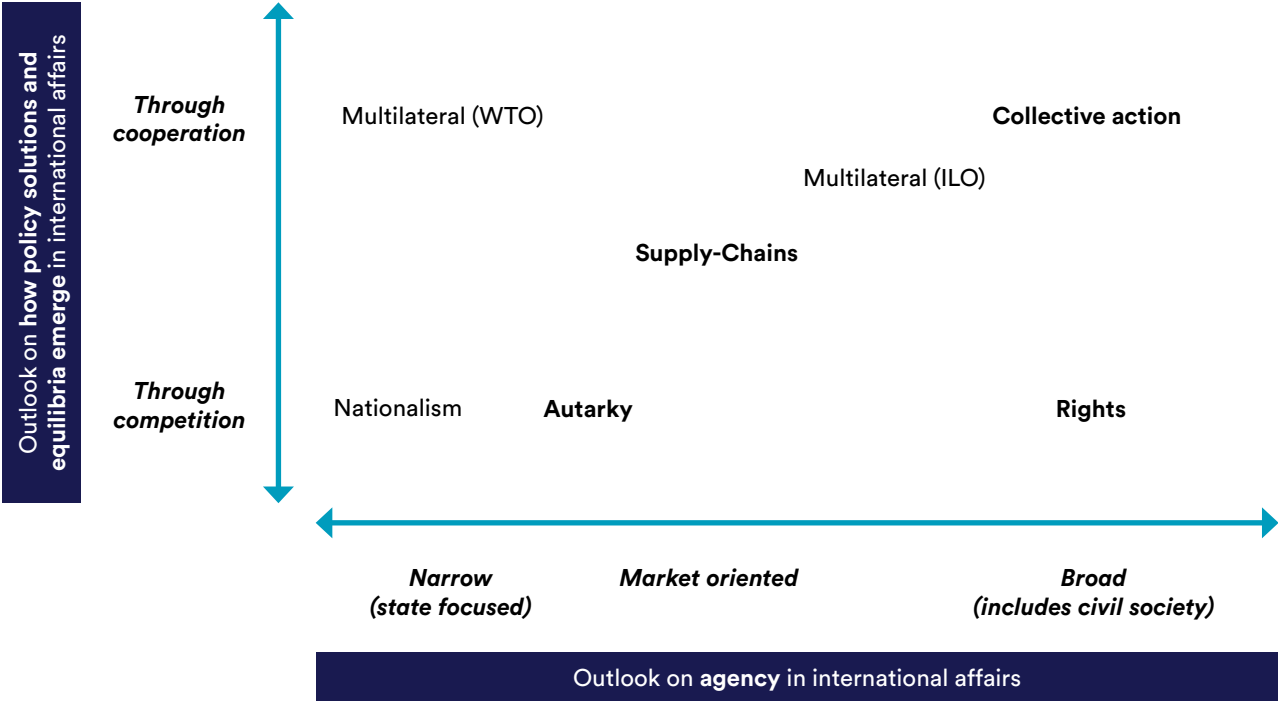 Outlook on how policy solutions and
equilibria emerge in international affairs
Through
cooperation
Multilateral (WTO)
Collective action
Multilateral (ILO)
Supply-Chains
Through
competition
Nationalism
Autarky
Rights
Narrow
(state focused)
Market oriented
Broad
(includes civil society)
Outlook on agency in international affairs